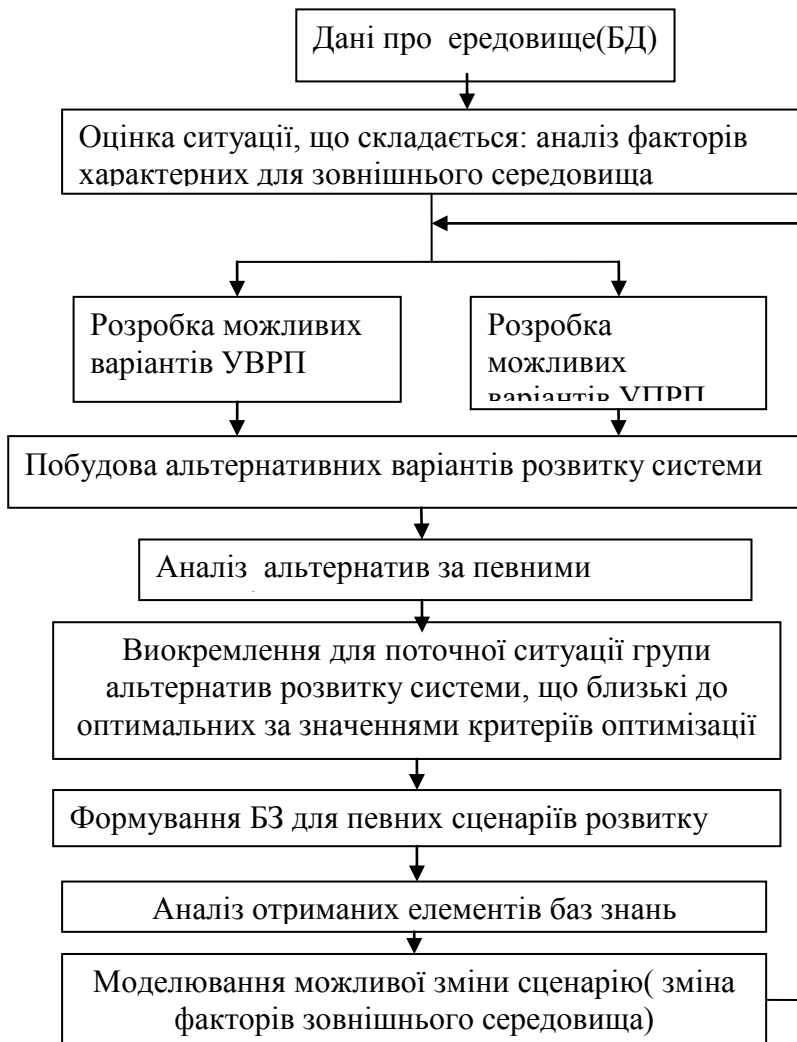 Дані про ередовище(БД)
Оцінка ситуації, що складається: аналіз факторів
характерних для зовнішнього середовища
Розробка можливих
варіантів УВРП
Розробка
можливих
варіантів УПРП
Побудова альтернативних варіантів розвитку системи
Аналіз альтернатив за певними
Виокремлення для поточної ситуації групи
альтернатив розвитку системи, що близькі до
оптимальних за значеннями критеріїв оптимізації
Формування БЗ для певних сценаріїв розвитку
Аналіз отриманих елементів баз знань
Моделювання можливої зміни сценарію( зміна
факторів зовнішнього середовища)